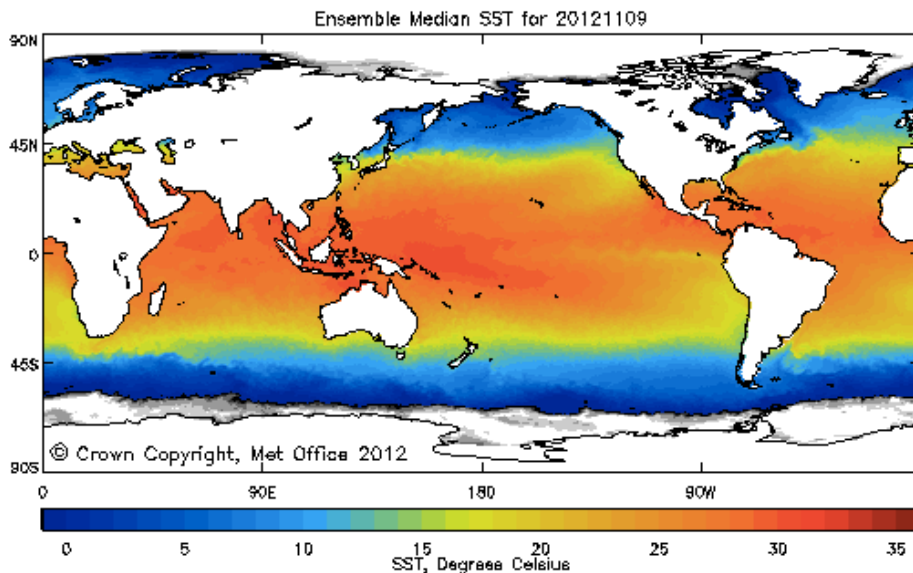 Ensemble Median SST for 20121109
90N
45N
0
45S
90S
© Crown Copyright, Met Office 2012
0 90E 180 90W
0 5 10 15 20 25 30 35
SST, Degrees Celsius